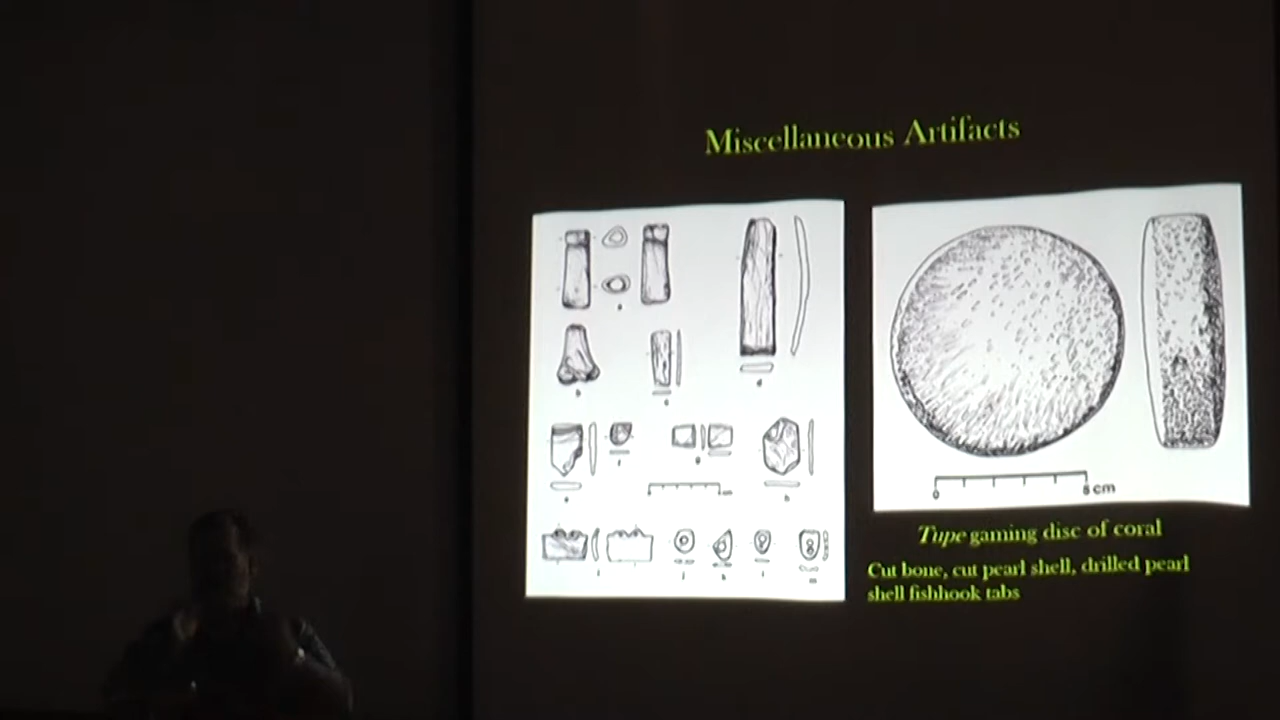 Miscellaneous Artifacts
0
5 cm
Tupe gaming disc of coral
Cut bone, cut pearl shell, drilled pearl
shell fishhook tabs